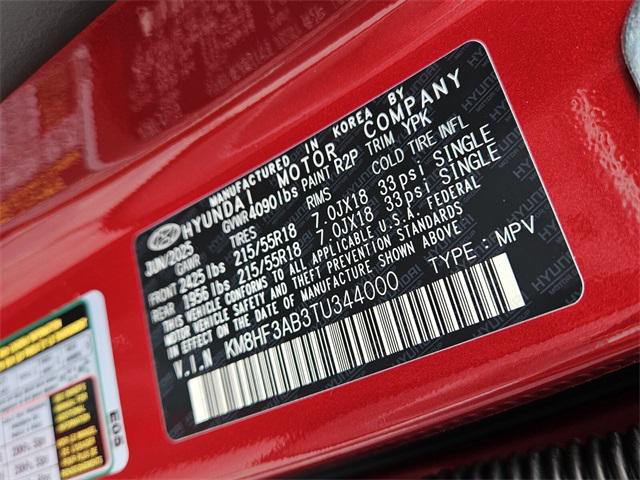 MANUFACTURED IN KOREA BY
HYUNDAI MOTOR COMPANY
JUN/2025 GVWR 4090 lbs PAINT R2P TRIM YPK
GAWR TIRES RIMS COLD TIRE INFL
FRONT 2425 lbs 215/55R18 7.0JX18 33psi SINGLE
REAR 1956 lbs 215/55R18 7.0JX18 33psi SINGLE
THIS VEHICLE CONFORMS TO ALL APPLICABLE U.S.A. FEDERAL
MOTOR VEHICLE SAFETY AND THEFT PREVENTION STANDARDS
IN EFFECT ON THE DATE OF MANUFACTURE SHOWN ABOVE
V.I.N KM8HF3AB3TU344000 TYPE : MPV
E05